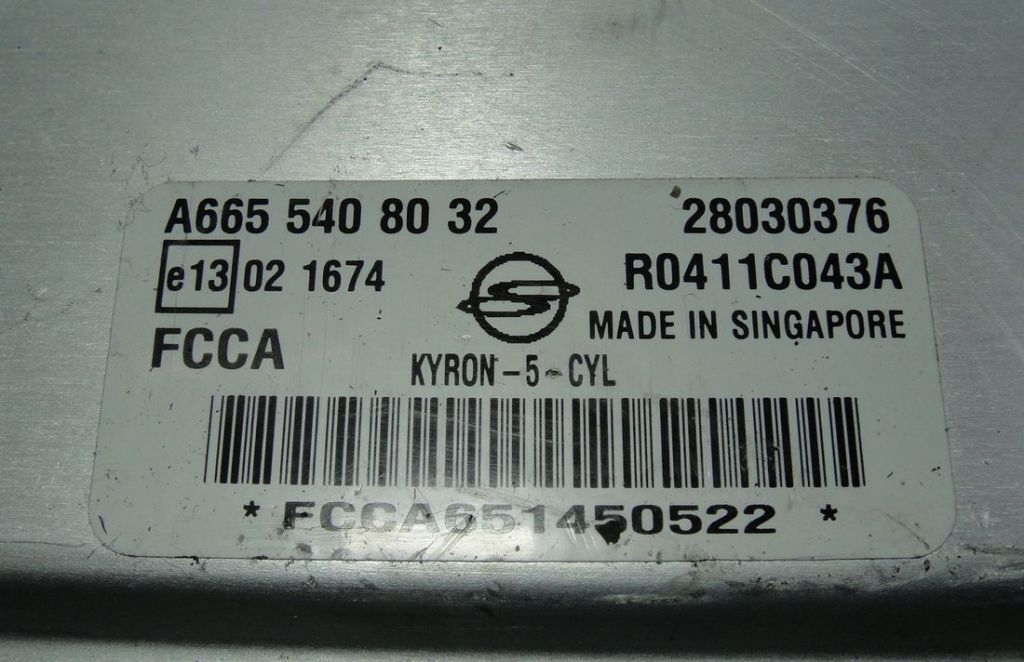 A665 540 80 32 28030376
e13 02 1674 R0411C043A
FCCA MADE IN SINGAPORE
KYRON-5-CYL
*FCCA651450522*